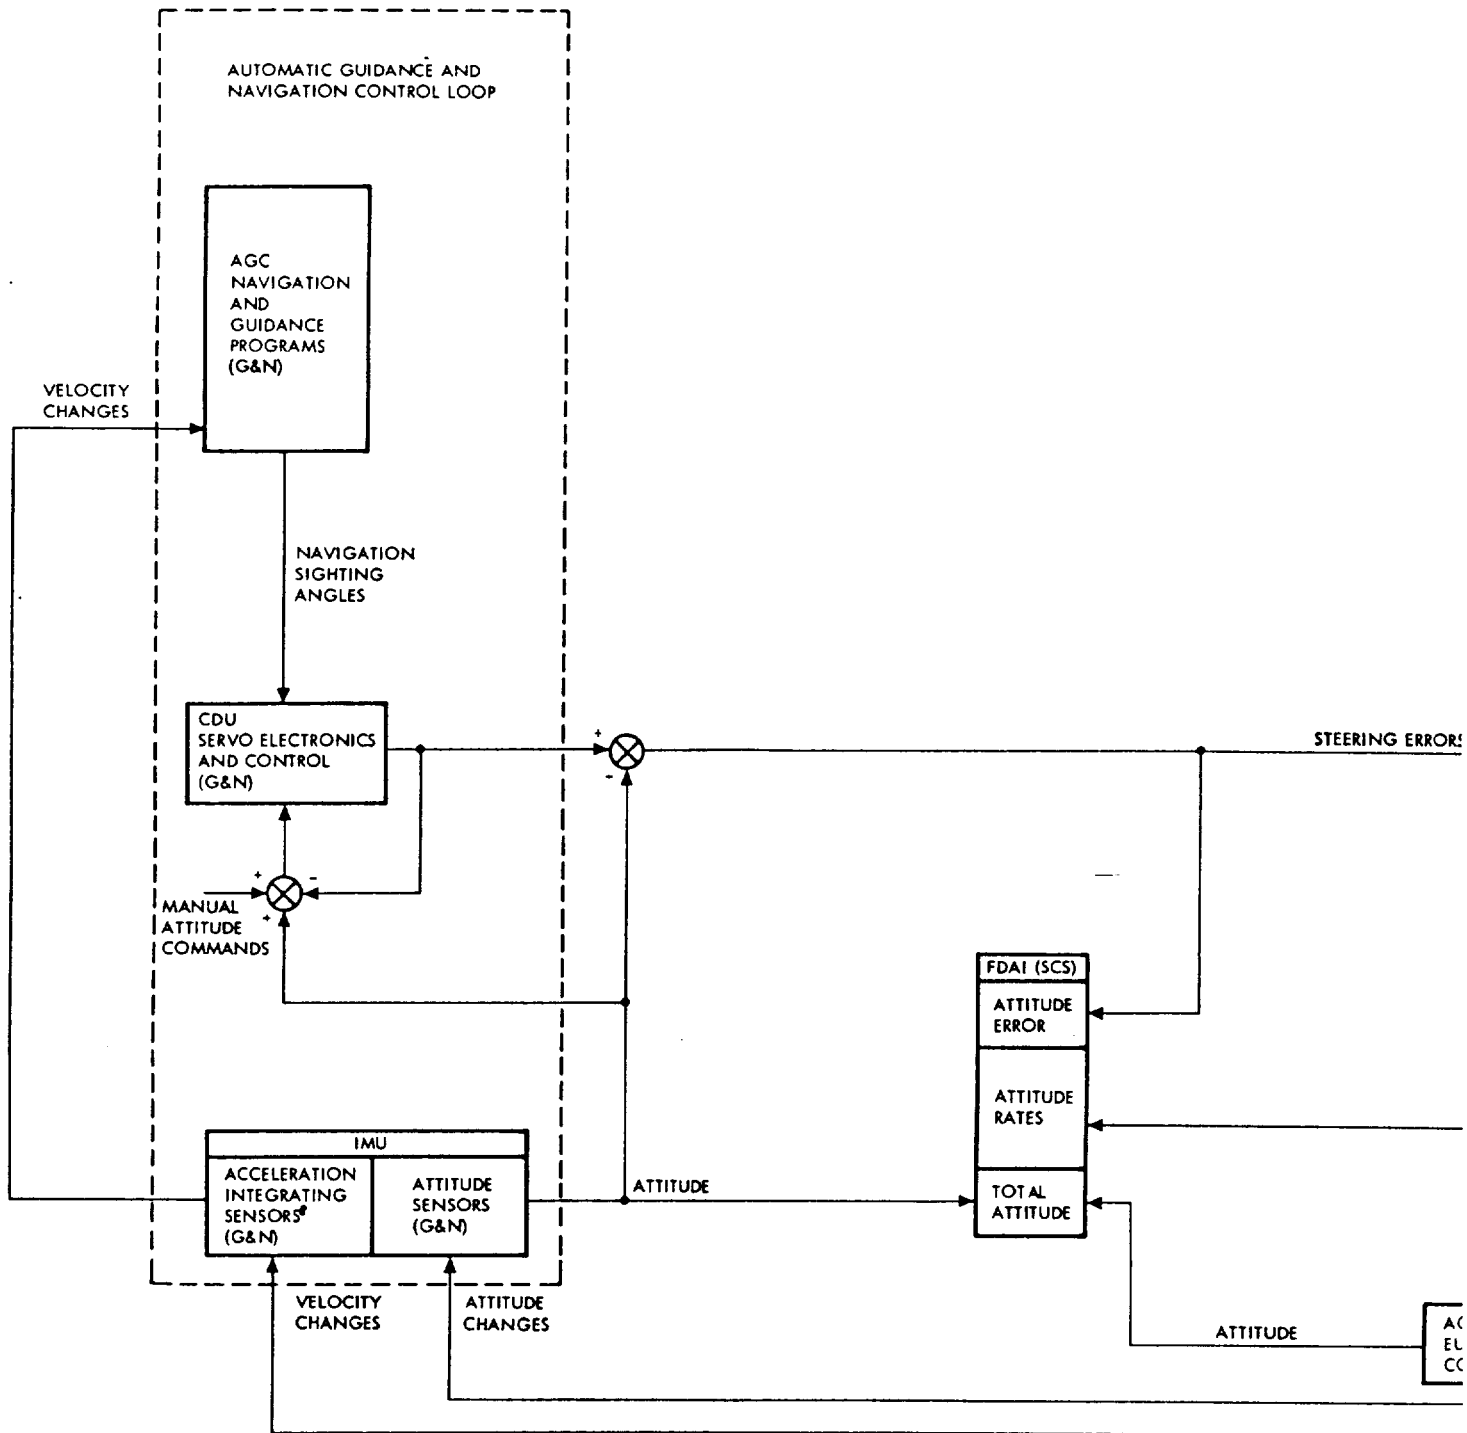 AUTOMATIC GUIDANCE AND
NAVIGATION CONTROL LOOP
AGC
NAVIGATION
AND
GUIDANCE
PROGRAMS
(G&N)
VELOCITY
CHANGES
NAVIGATION
SIGHTING
ANGLES
CDU
SERVO ELECTRONICS
AND CONTROL
(G&N)
+
-
STEERING ERRORS
+
-
+
MANUAL
ATTITUDE
COMMANDS
FDAI (SCS)
ATTITUDE
ERROR
ATTITUDE
RATES
TOTAL
ATTITUDE
IMU
ACCELERATION
INTEGRATING
SENSORS
(G&N)
ATTITUDE
SENSORS
(G&N)
ATTITUDE
VELOCITY
CHANGES
ATTITUDE
CHANGES
ATTITUDE